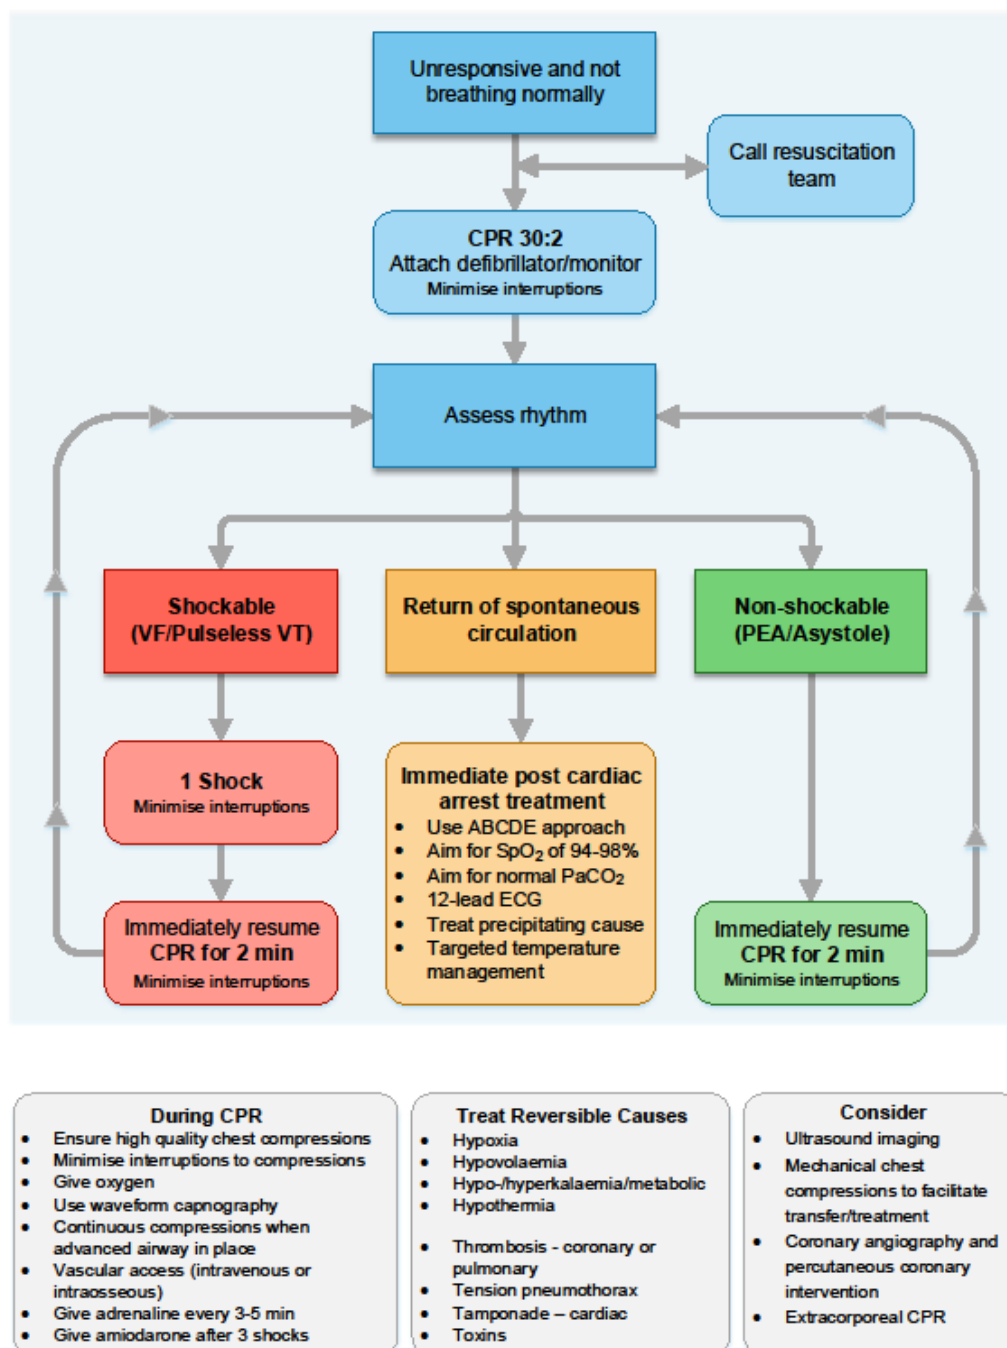 Unresponsive and not
breathing normally
Call resuscitation
team
CPR 30:2
Attach defibrillator/monitor
Minimise interruptions
Assess rhythm
Shockable
(VF/Pulseless VT)
Return of spontaneous
circulation
Non-shockable
(PEA/Asystole)
1 Shock
Minimise interruptions
Immediately resume
CPR for 2 min
Minimise interruptions
Immediate post cardiac
arrest treatment
• Use ABCDE approach
• Aim for SpO₂ of 94-98%
• Aim for normal PaCO₂
• 12-lead ECG
• Treat precipitating cause
• Targeted temperature
management
Immediately resume
CPR for 2 min
Minimise interruptions
During CPR
• Ensure high quality chest compressions
• Minimise interruptions to compressions
• Give oxygen
• Use waveform capnography
• Continuous compressions when
advanced airway in place
• Vascular access (intravenous or
intraosseous)
• Give adrenaline every 3-5 min
• Give amiodarone after 3 shocks
Treat Reversible Causes
• Hypoxia
• Hypovolaemia
• Hypo-/hyperkalaemia/metabolic
• Hypothermia
• Thrombosis - coronary or
pulmonary
• Tension pneumothorax
• Tamponade – cardiac
• Toxins
Consider
• Ultrasound imaging
• Mechanical chest
compressions to facilitate
transfer/treatment
• Coronary angiography and
percutaneous coronary
intervention
• Extracorporeal CPR